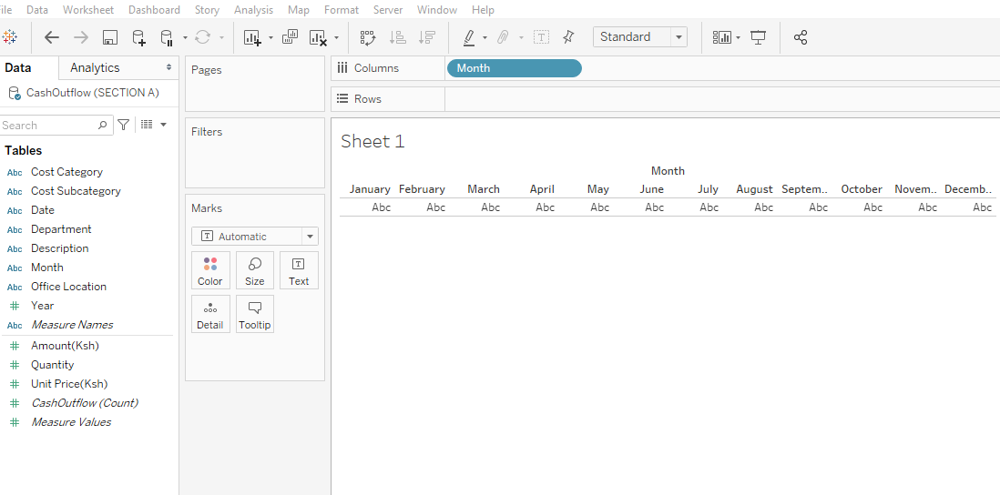 ile Data Worksheet Dashboard Story Analysis Map Format Server Window Help
T Standard
Data Analytics
CashOutflow (SECTION A)
Search
Tables
Abc Cost Category
Abc Cost Subcategory
Abc Date
Abc Department
Abc Description
Abc Month
Abc Office Location
# Year
Abc Measure Names
# Amount(Ksh)
# Quantity
# Unit Price(Ksh)
# CashOutflow (Count)
# Measure Values
Pages
Filters
Marks
T Automatic
Color Size T Text
Detail Tooltip
Columns Month
Rows
Sheet 1
Month
January February March April May June July August Septem.. October Novem.. Decemb..
Abc Abc Abc Abc Abc Abc Abc Abc Abc Abc Abc Abc